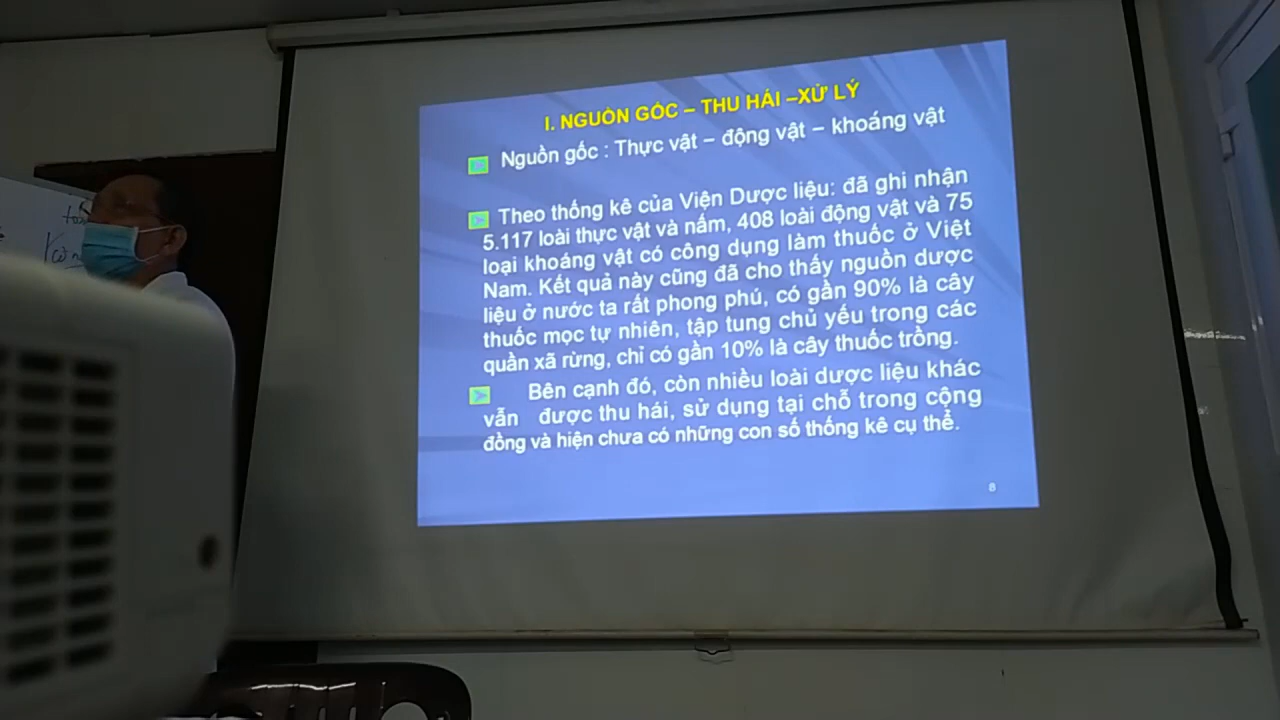 I. NGUỒN GỐC – THU HÁI –XỬ LÝ
Nguồn gốc : Thực vật – động vật – khoáng vật
Theo thống kê của Viện Dược liệu: đã ghi nhận
5.117 loài thực vật và nấm, 408 loài động vật và 75
loại khoáng vật có công dụng làm thuốc ở Việt
Nam. Kết quả này cũng đã cho thấy nguồn dược
liệu ở nước ta rất phong phú, có gần 90% là cây
thuốc mọc tự nhiên, tập tung chủ yếu trong các
quần xã rừng, chỉ có gần 10% là cây thuốc trồng.
Bên cạnh đó, còn nhiều loài dược liệu khác
vẫn được thu hái, sử dụng tại chỗ trong cộng
đồng và hiện chưa có những con số thống kê cụ thể.
8